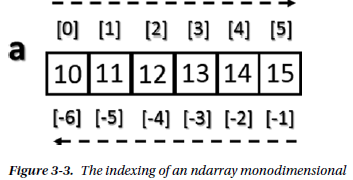 [0] [1] [2] [3] [4] [5]
a
10 11 12 13 14 15
[-6] [-5] [-4] [-3] [-2] [-1]
Figure 3-3. The indexing of an ndarray monodimensional